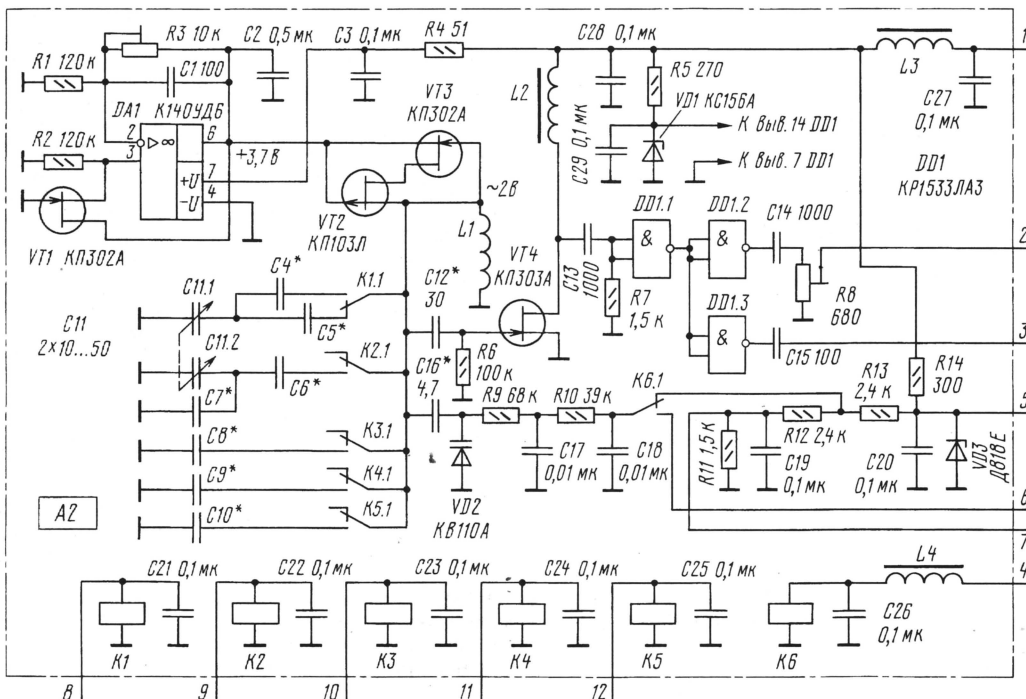 R3 10 к
C2 0,5 мк
C3 0,1 мк
R4 51
C28 0,1 мк
1
R1 120 к
C1 100
R5 270
L3
DA1 К140УД6
VT3
КП302А
L2
VD1 КС156А
C27
0,1 мк
R2 120 к
2
3
▷ ∞
6
+3,7 В
К Выв. 14 DD1
C29 0,1 мк
+U
7
-U
4
К Выв. 7 DD1
DD1
КР1533ЛА3
~2В
VT2
КП103Л
L1
VT4
КП303А
DD1.1
DD1.2
C14 1000
VT1 КП302А
&
&
2
C13
1000
C4*
K1.1
C12*
30
R7
1,5 к
DD1.3
R8
680
C11.1
C11
2×10...50
C5*
&
C15 100
3
C11.2
K2.1
C16*
4,7
R6
100 к
C6*
R14
300
C7*
R9 68 к
R10 39 к
K6.1
R13
2,4 к
5
C8*
K3.1
R11 1,5 к
R12 2,4 к
C17
0,01 мк
C18
0,01 мк
C19
0,1 мк
C20
0,1 мк
VD3
Д818Е
C9*
K4.1
A2
C10*
K5.1
VD2
КВ110А
6
7
C21 0,1 мк
C22 0,1 мк
C23 0,1 мк
C24 0,1 мк
C25 0,1 мк
L4
4
C26
0,1 мк
K1
K2
K3
K4
K5
K6
8
9
10
11
12